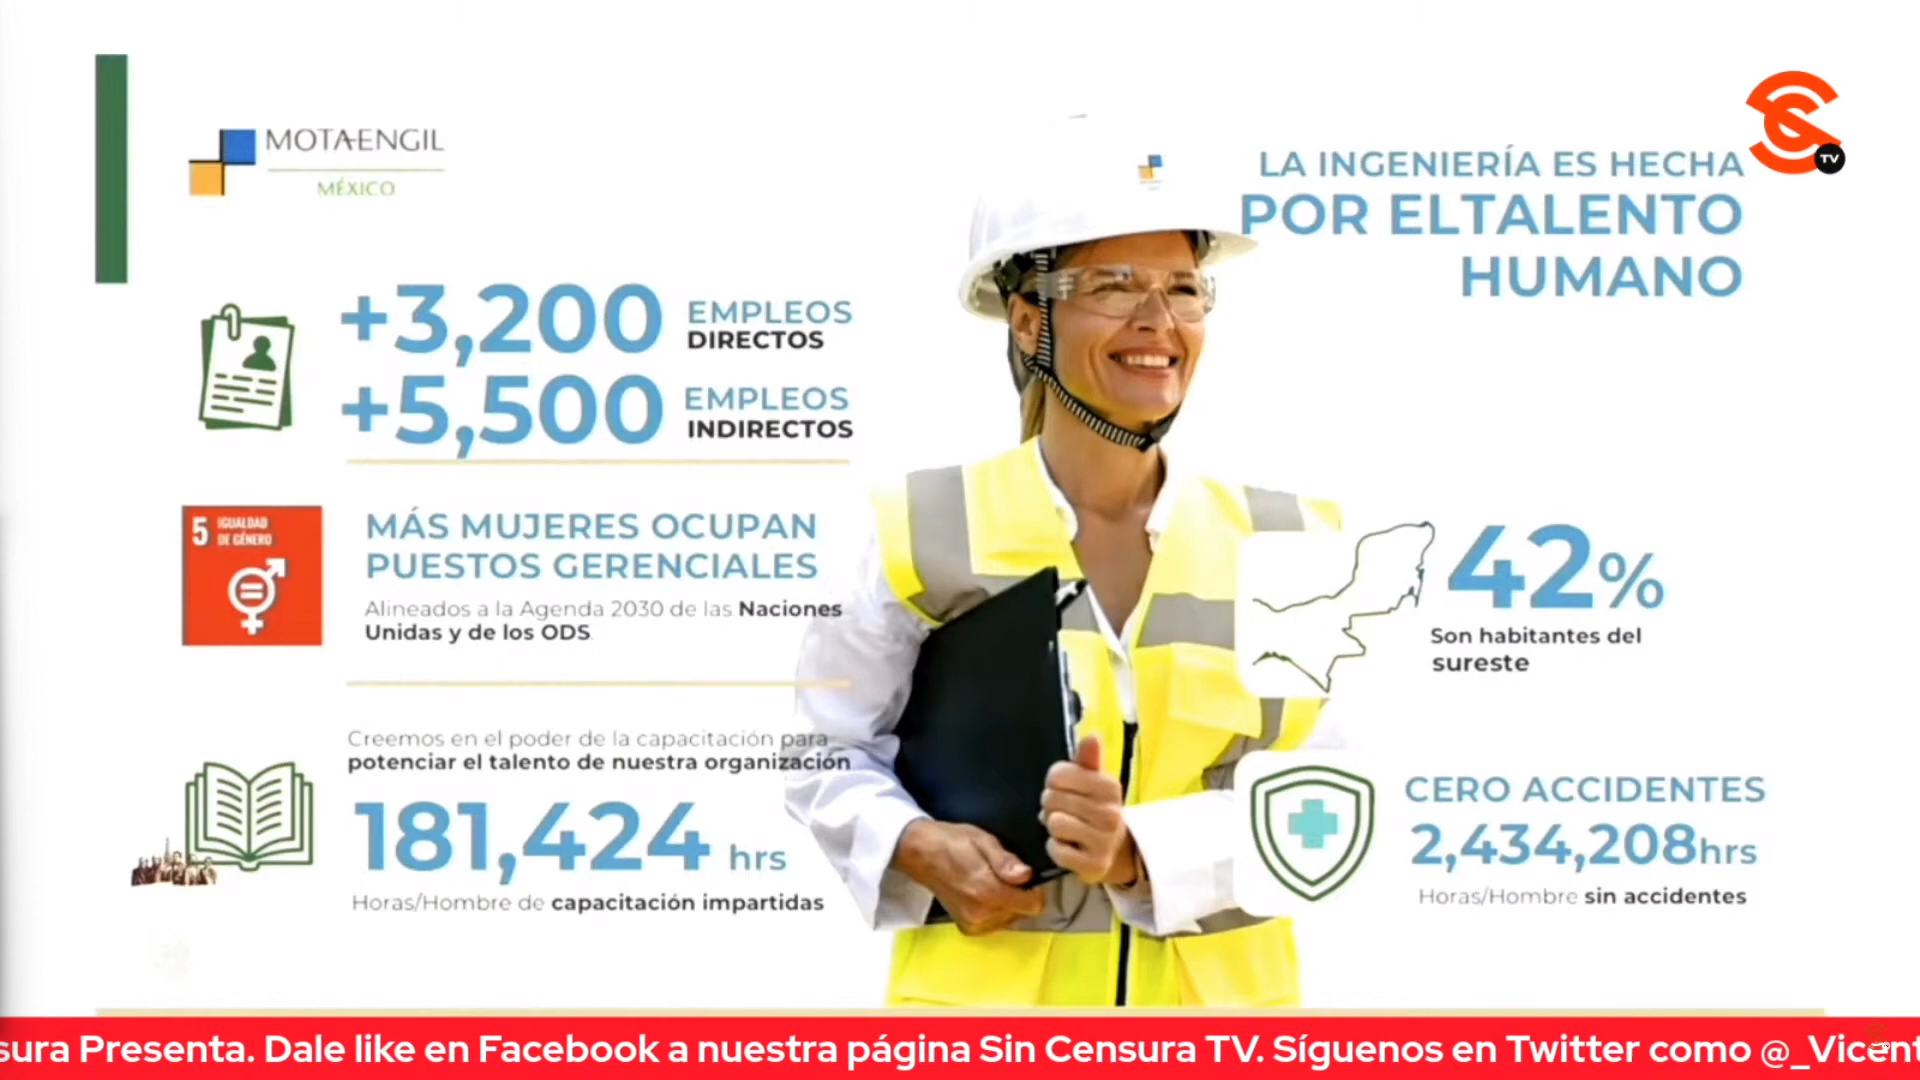 MOTA-ENGIL
MÉXICO
TV
LA INGENIERÍA ES HECHA
POR ELTALENTO
HUMANO
+3,200 EMPLEOS
DIRECTOS
+5,500 EMPLEOS
INDIRECTOS
5 IGUALDAD
DE GÉNERO
MÁS MUJERES OCUPAN
PUESTOS GERENCIALES
Alineados a la Agenda 2030 de las Naciones
Unidas y de los ODS.
42%
Son habitantes del
sureste
Creemos en el poder de la capacitación para
potenciar el talento de nuestra organización
181,424 hrs
Horas/Hombre de capacitación impartidas
CERO ACCIDENTES
2,434,208hrs
Horas/Hombre sin accidentes
sura Presenta. Dale like en Facebook a nuestra página Sin Censura TV. Síguenos en Twitter como @_Vicent